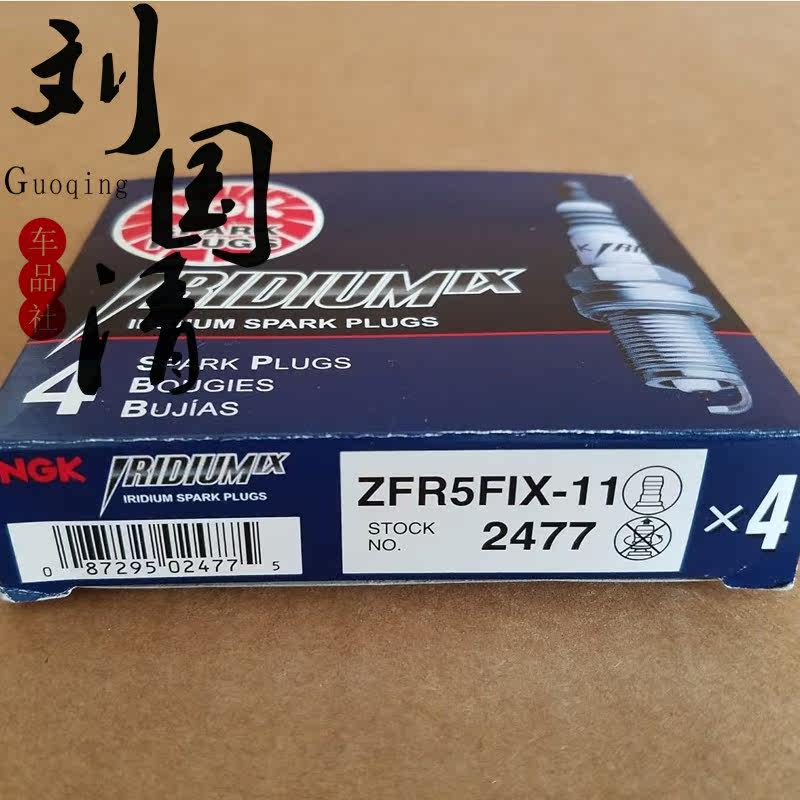 刘国清
Guoqing
车品社
SPARK
PLUGS
IRIDIUM IX
IRIDIUM SPARK PLUGS
4 SPARK PLUGS
BOUGIES
BUJÍAS
NGK IRIDIUM IX
IRIDIUM SPARK PLUGS
ZFR5FIX-11
STOCK NO. 2477
×4
0 87295 02477 5